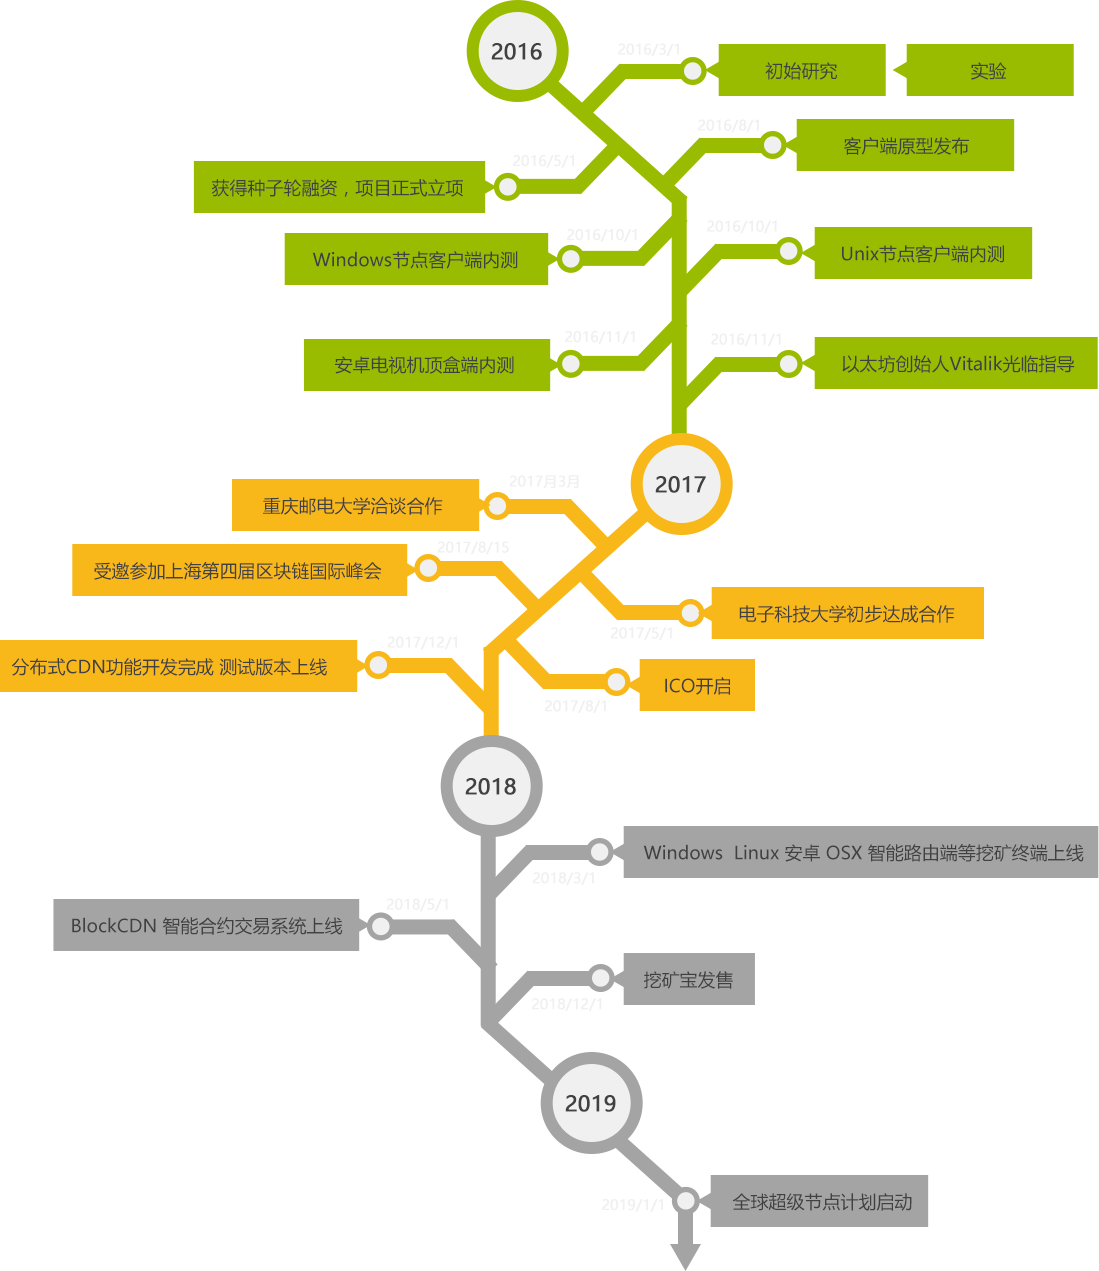 2016
2016/3/1
初始研究
实验
2016/8/1
客户端原型发布
2016/5/1
获得种子轮融资，项目正式立项
2016/10/1
Unix节点客户端内测
2016/10/1
Windows节点客户端内测
2016/11/1
安卓电视机顶盒端内测
2016/11/1
以太坊创始人Vitalik光临指导
2017
2017月3月
重庆邮电大学洽谈合作
2017/8/15
受邀参加上海第四届区块链国际峰会
电子科技大学初步达成合作
2017/5/1
2017/12/1
分布式CDN功能开发完成 测试版本上线
ICO开启
2017/8/1
2018
Windows Linux 安卓 OSX 智能路由端等挖矿终端上线
2018/3/1
2018/5/1
BlockCDN 智能合约交易系统上线
挖矿宝发售
2018/12/1
2019
全球超级节点计划启动
2019/1/1